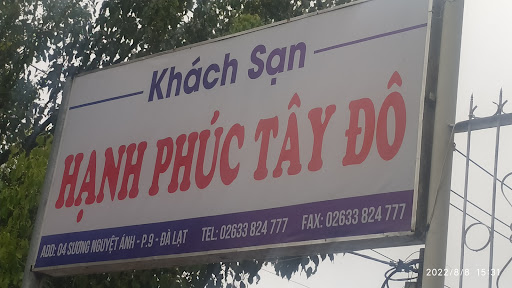 Khách Sạn
HẠNH PHÚC TÂY ĐÔ
ADD: 04 SƯƠNG NGUYỆT ÁNH - P.9 - ĐÀ LẠT TEL: 02633 824 777 FAX: 02633 824 777
2022/8/8 15:31